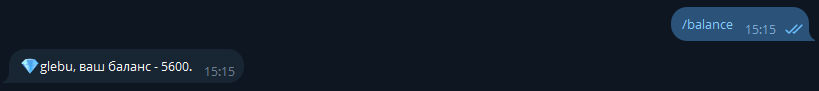 /balance 15:15
💎glebu, ваш баланс - 5600. 15:15